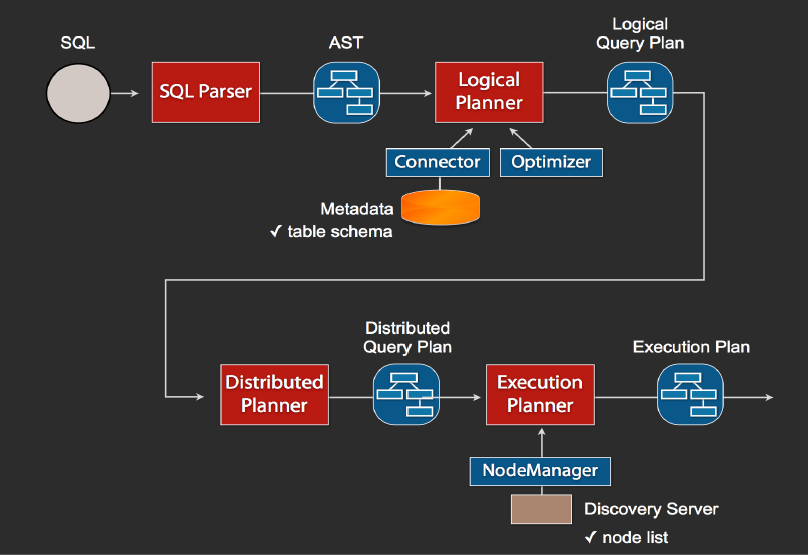 SQL
SQL Parser
AST
Logical
Planner
Logical
Query Plan
Connector
Optimizer
Metadata
✓ table schema
Distributed
Planner
Distributed
Query Plan
Execution
Planner
Execution Plan
NodeManager
Discovery Server
✓ node list